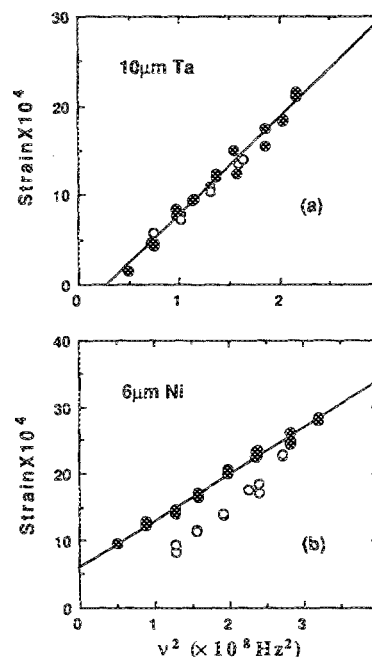 30
10μm Ta
20
Strain X 10⁴
10
(a)
0
0 1 2
40
6μm Ni
30
Strain X 10⁴
20
10
(b)
0
0 1 2 3
ν² (× 10⁸ Hz²)